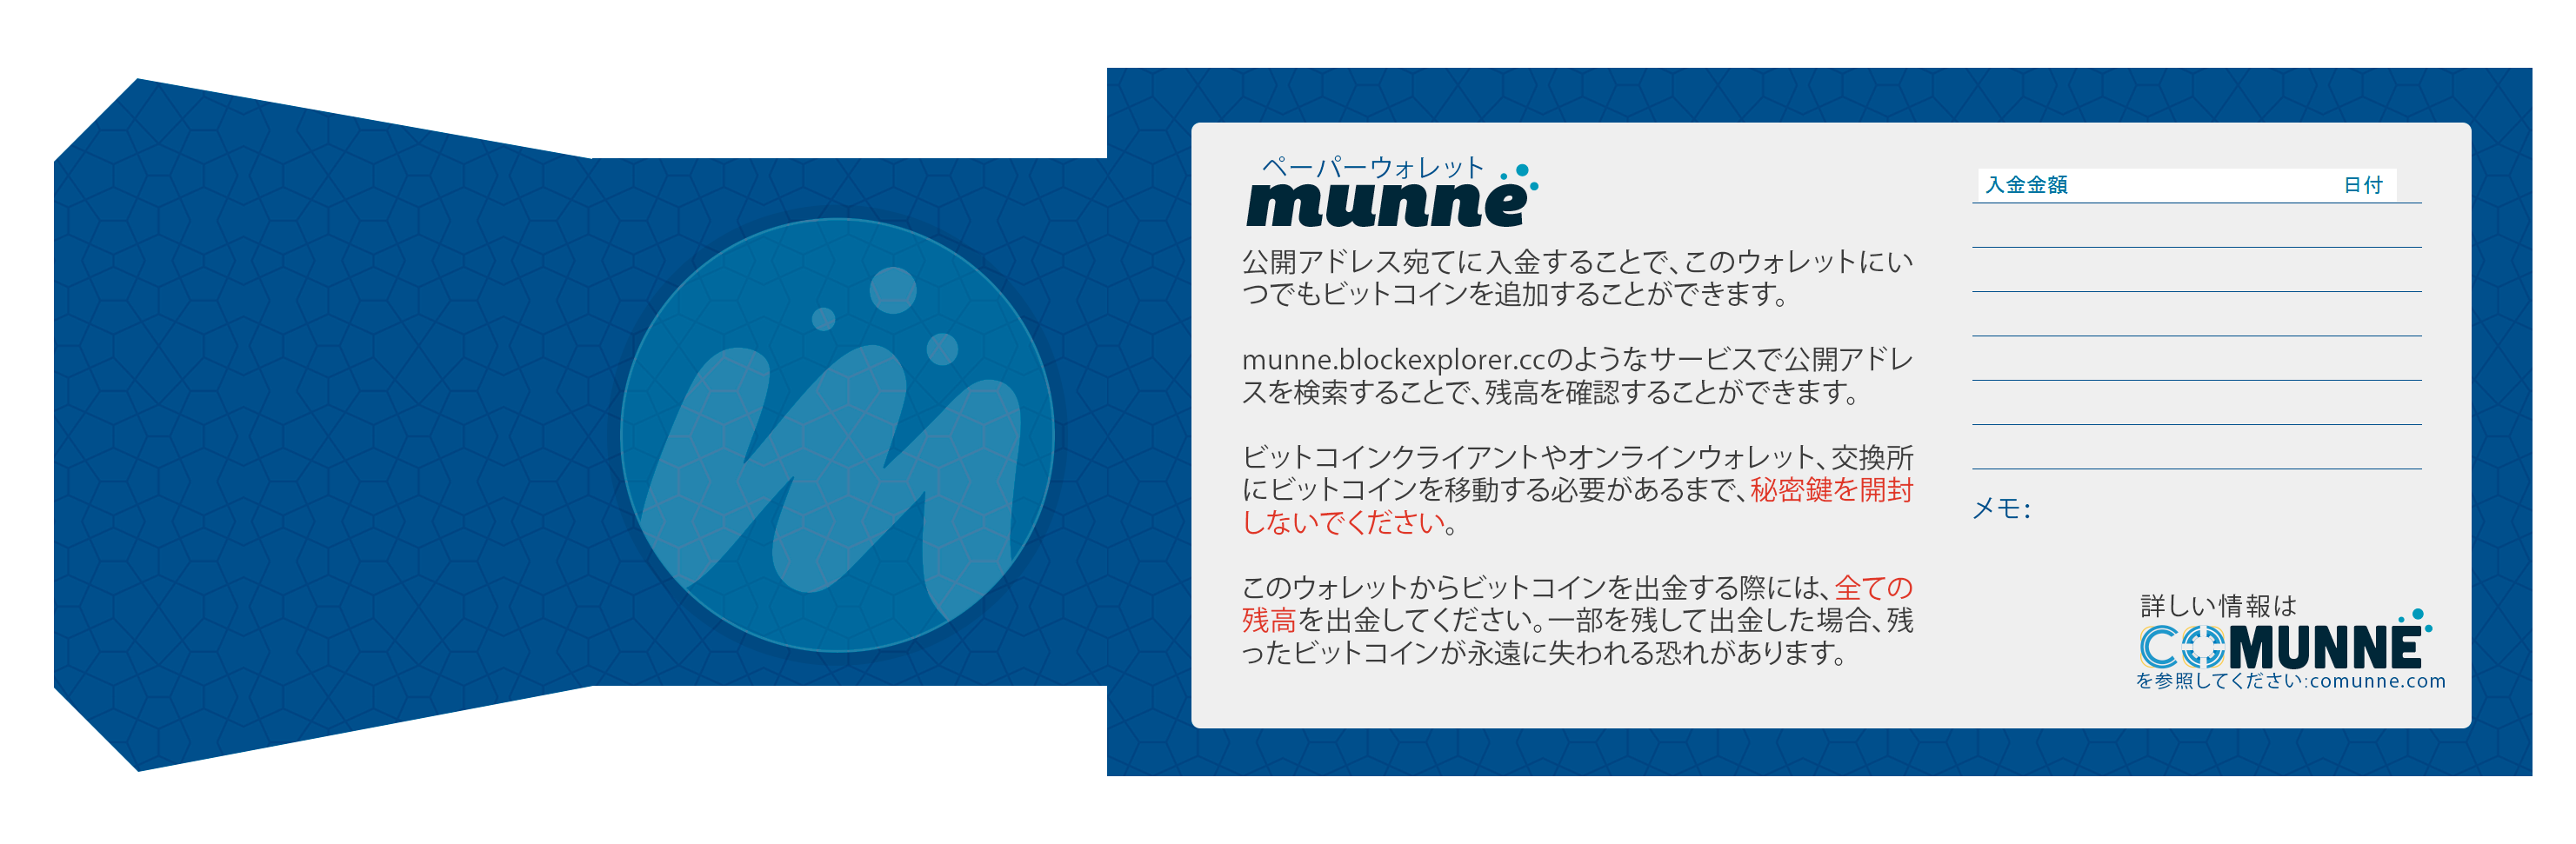 ペーパーウォレット
munne
公開アドレス宛てに入金することで、このウォレットにい
つでもビットコインを追加することができます。
munne.blockexplorer.ccのようなサービスで公開アドレ
スを検索することで、残高を確認することができます。
ビットコインクライアントやオンラインウォレット、交換所
にビットコインを移動する必要があるまで、秘密鍵を開封
しないでください。
このウォレットからビットコインを出金する際には、全ての
残高を出金してください。一部を残して出金した場合、残
ったビットコインが永遠に失われる恐れがあります。
入金金額 日付
メモ:
詳しい情報は
COMUNNE
を参照してください:comunne.com